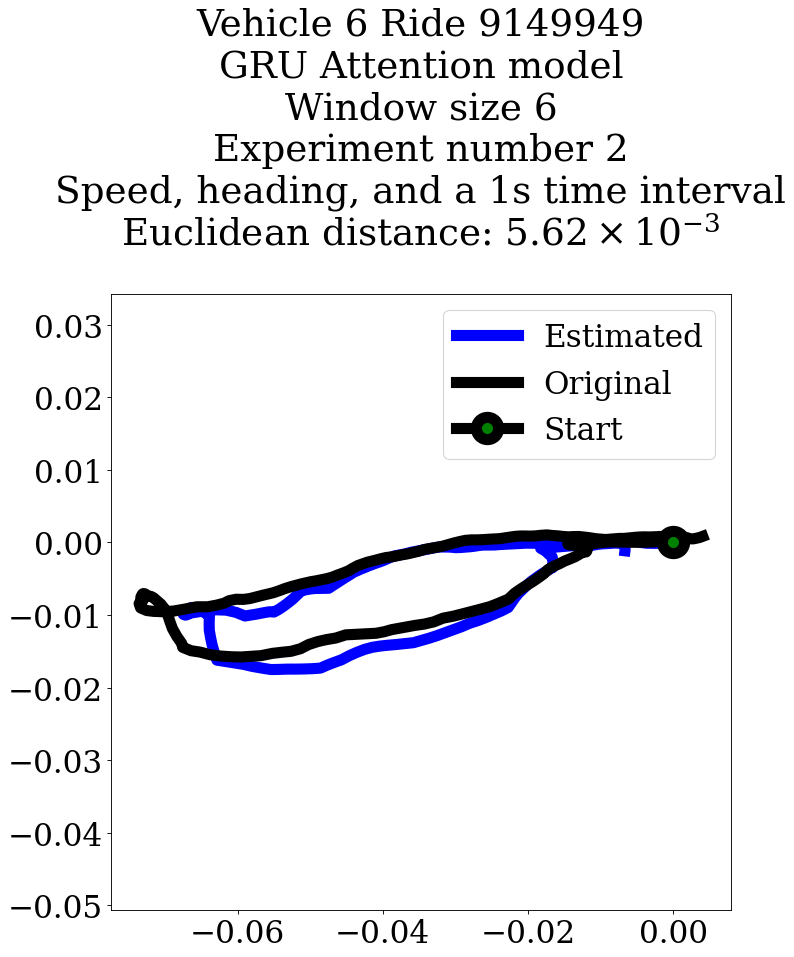 Vehicle 6 Ride 9149949
GRU Attention model
Window size 6
Experiment number 2
Speed, heading, and a 1s time interval
Euclidean distance: 5.62 × 10⁻³
Estimated
Original
Start
0.03
0.02
0.01
0.00
−0.01
−0.02
−0.03
−0.04
−0.05
−0.06 −0.04 −0.02 0.00